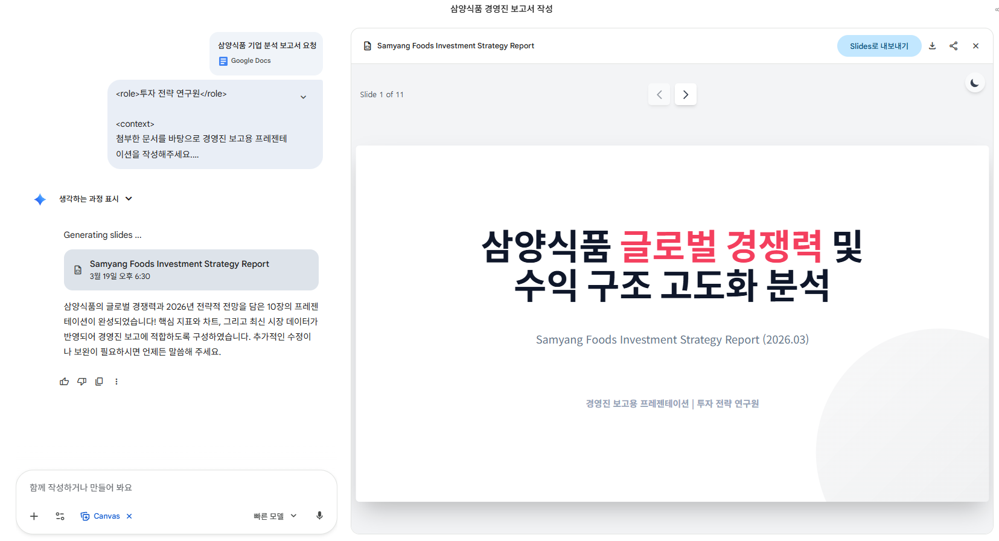 삼양식품 경영진 보고서 작성
삼양식품 기업 분석 보고서 요청
Google Docs
<role>투자 전략 연구원</role>
<context>
첨부한 문서를 바탕으로 경영진 보고용 프레젠테
이션을 작성해주세요....
생각하는 과정 표시
Generating slides ...
Samyang Foods Investment Strategy Report
3월 19일 오후 6:30
삼양식품의 글로벌 경쟁력과 2026년 전략적 전망을 담은 10장의 프레젠
테이션이 완성되었습니다! 핵심 지표와 차트, 그리고 최신 시장 데이터가
반영되어 경영진 보고에 적합하도록 구성하였습니다. 추가적인 수정이
나 보완이 필요하시면 언제든 말씀해 주세요.
함께 작성하거나 만들어 봐요
Canvas
빠른 모델
Samyang Foods Investment Strategy Report
Slides로 내보내기
Slide 1 of 11
삼양식품 글로벌 경쟁력 및
수익 구조 고도화 분석
Samyang Foods Investment Strategy Report (2026.03)
경영진 보고용 프레젠테이션 | 투자 전략 연구원